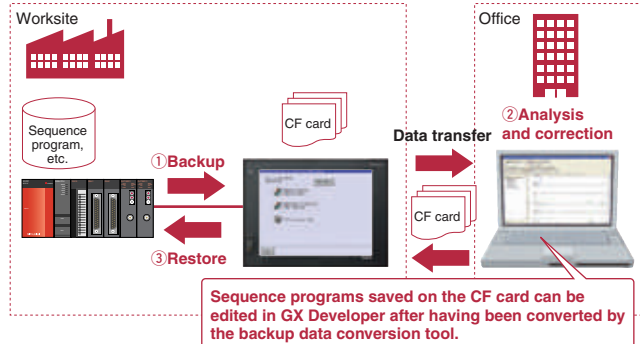 Worksite
Office
Sequence
program,
etc.
CF card
①Backup
③Restore
Data transfer
CF card
②Analysis
and correction
Sequence programs saved on the CF card can be
edited in GX Developer after having been converted by
the backup data conversion tool.